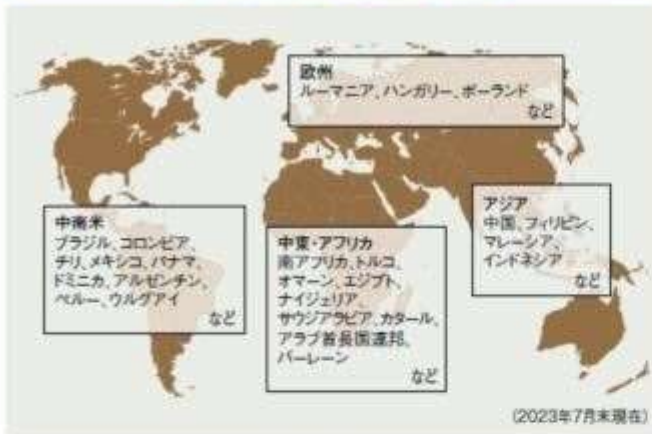 欧州
ルーマニア、ハンガリー、ポーランド
など
中南米
ブラジル、コロンビア、
チリ、メキシコ、パナマ、
ドミニカ、アルゼンチン、
ペルー、ウルグアイ
など
中東・アフリカ
南アフリカ、トルコ、
オマーン、エジプト、
ナイジェリア、
サウジアラビア、カタール、
アラブ首長国連邦、
バーレーン
など
アジア
中国、フィリピン、
マレーシア、
インドネシア
など
(2023年7月末現在)